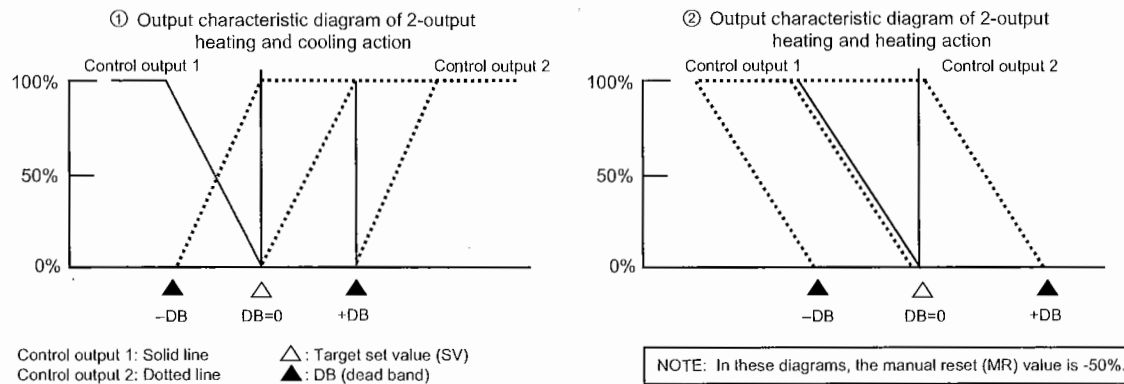 ① Output characteristic diagram of 2-output
heating and cooling action
Control output 1
Control output 2
100%
50%
0%
–DB
DB=0
+DB
Control output 1: Solid line
Control output 2: Dotted line
△ : Target set value (SV)
▲ : DB (dead band)
② Output characteristic diagram of 2-output
heating and heating action
Control output 1
Control output 2
100%
50%
0%
–DB
DB=0
+DB
NOTE: In these diagrams, the manual reset (MR) value is -50%.